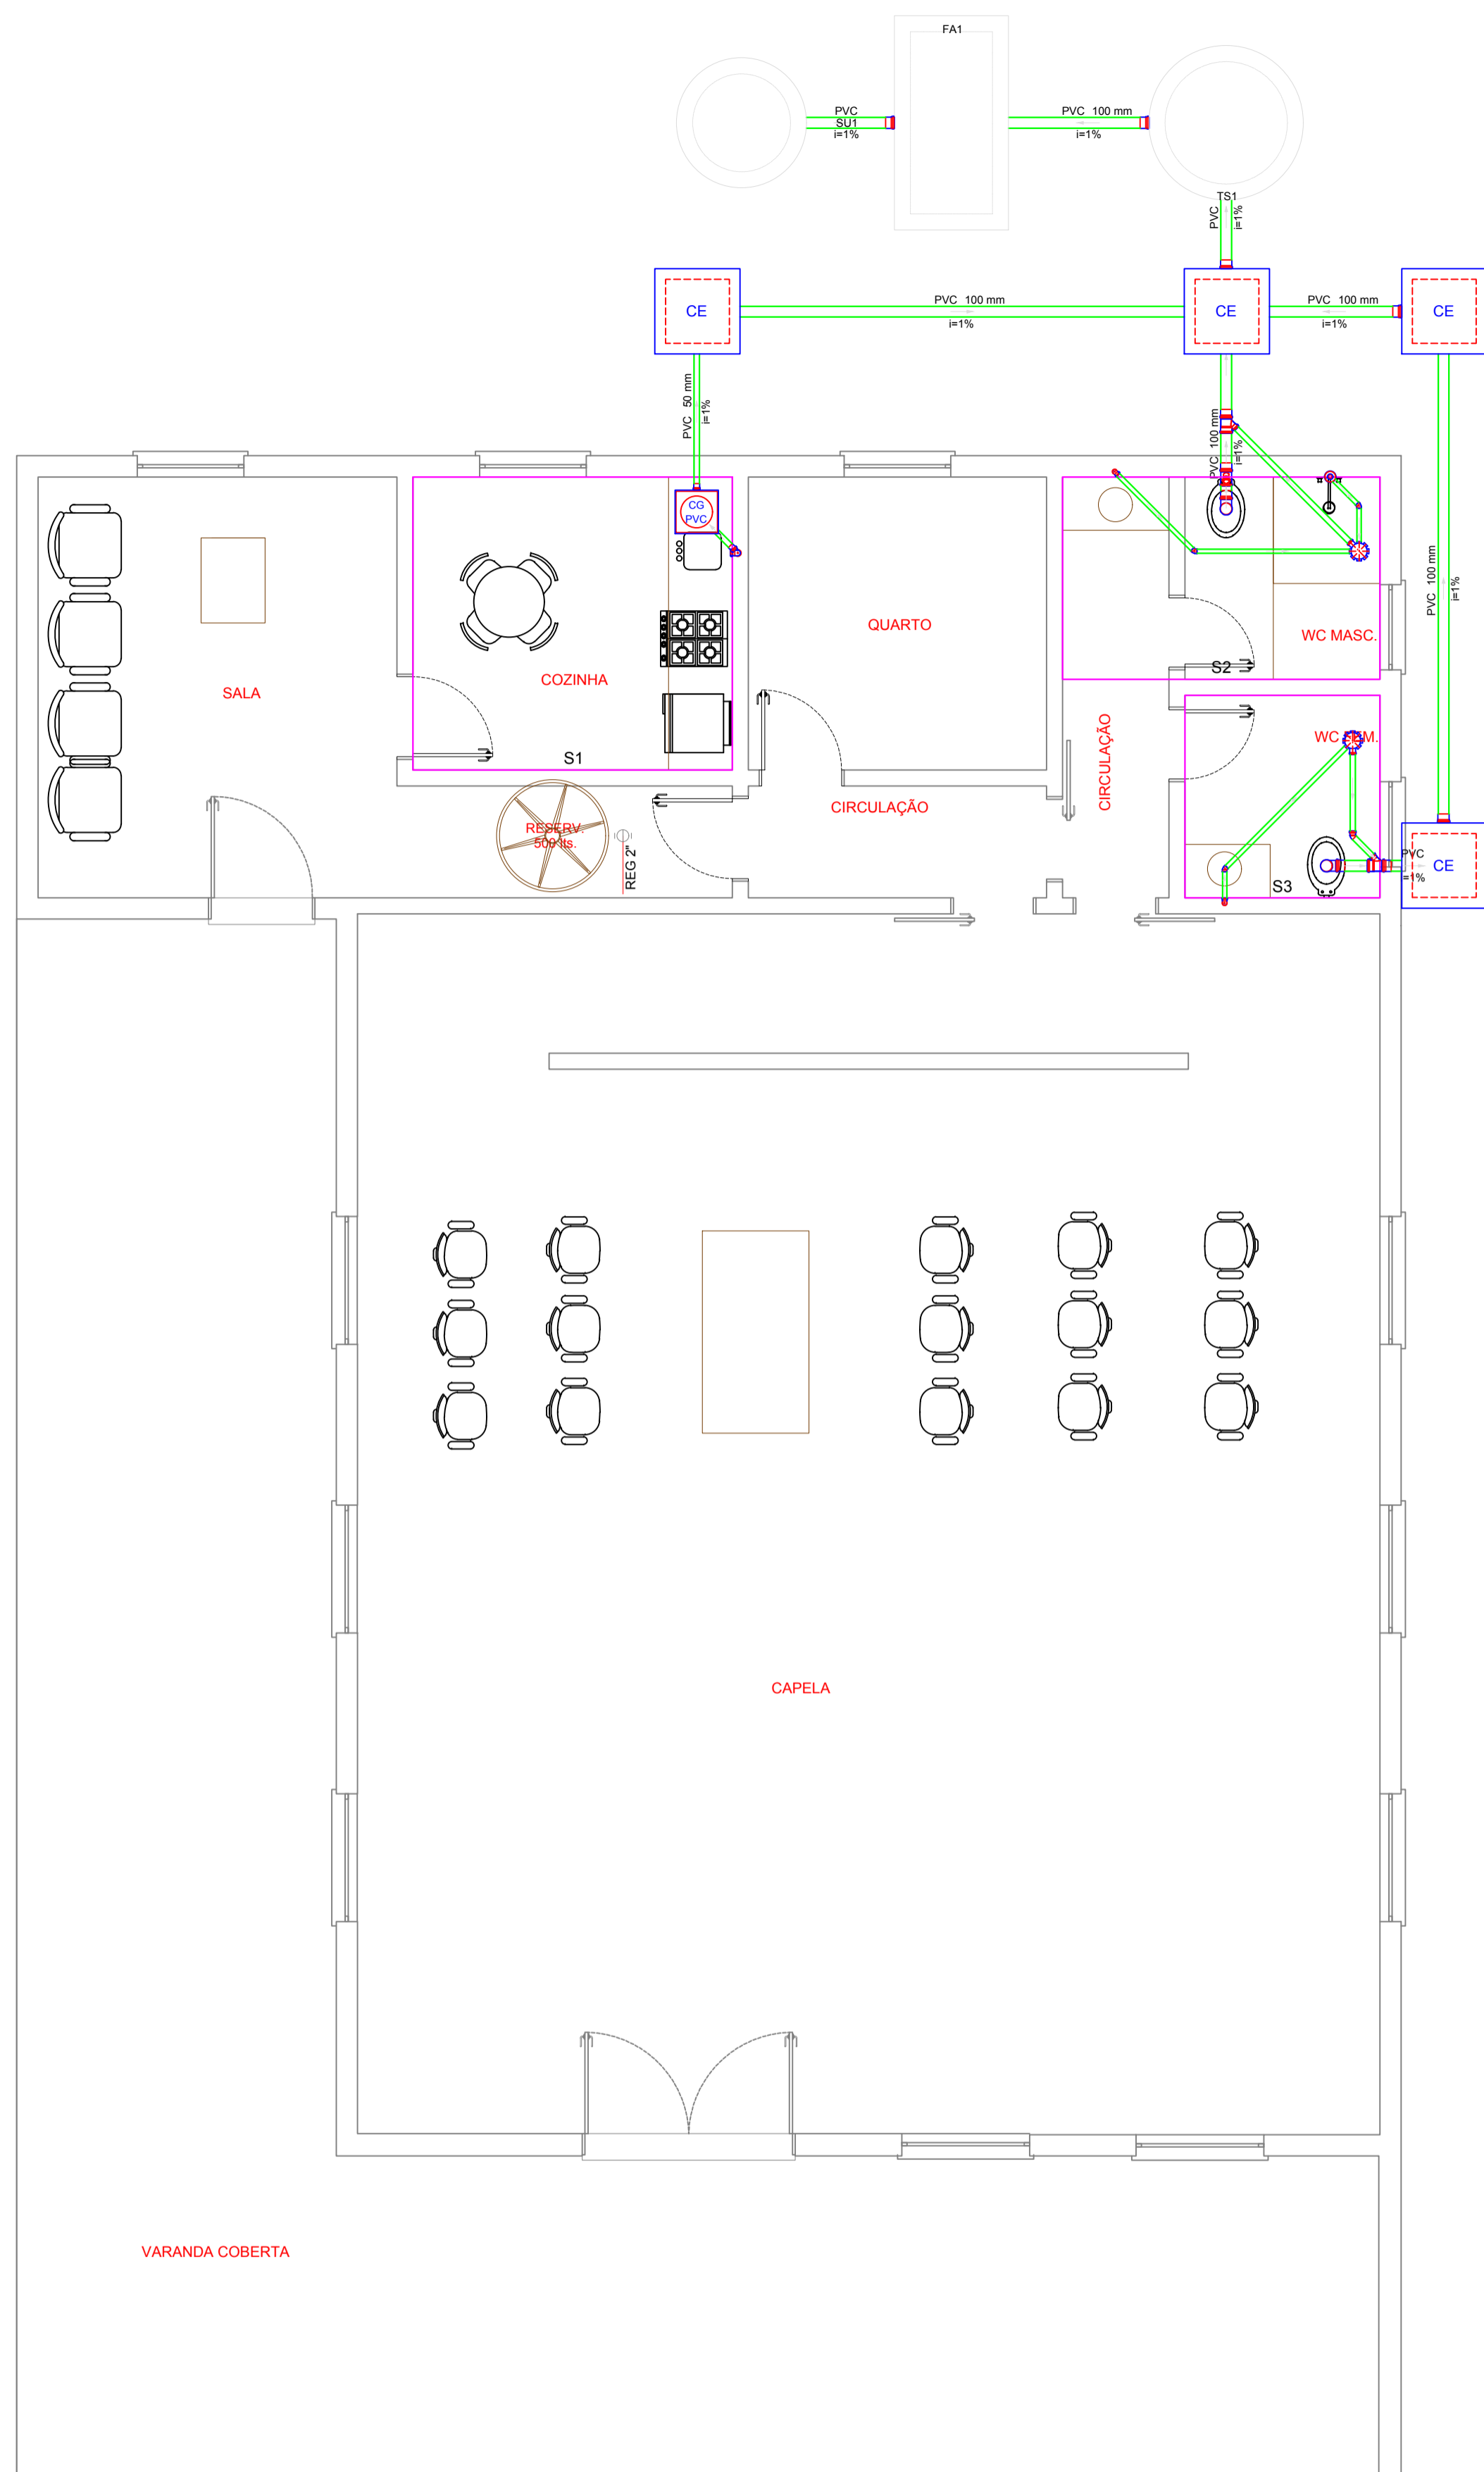 FA1
PVC
SU1
i=1%
PVC 100 mm
i=1%
TS1
PVC
i=1%
CE
PVC 100 mm
i=1%
CE
PVC 100 mm
i=1%
CE
PVC 50 mm
i=1%
PVC 100 mm
i=1%
CG
PVC
PVC 100 mm
i=1%
QUARTO
WC MASC.
S2
COZINHA
SALA
S1
CIRCULAÇÃO
CIRCULAÇÃO
RESERV.
500 lts.
REG 2"
PVC
=1%
CE
S3
CAPELA
VARANDA COBERTA